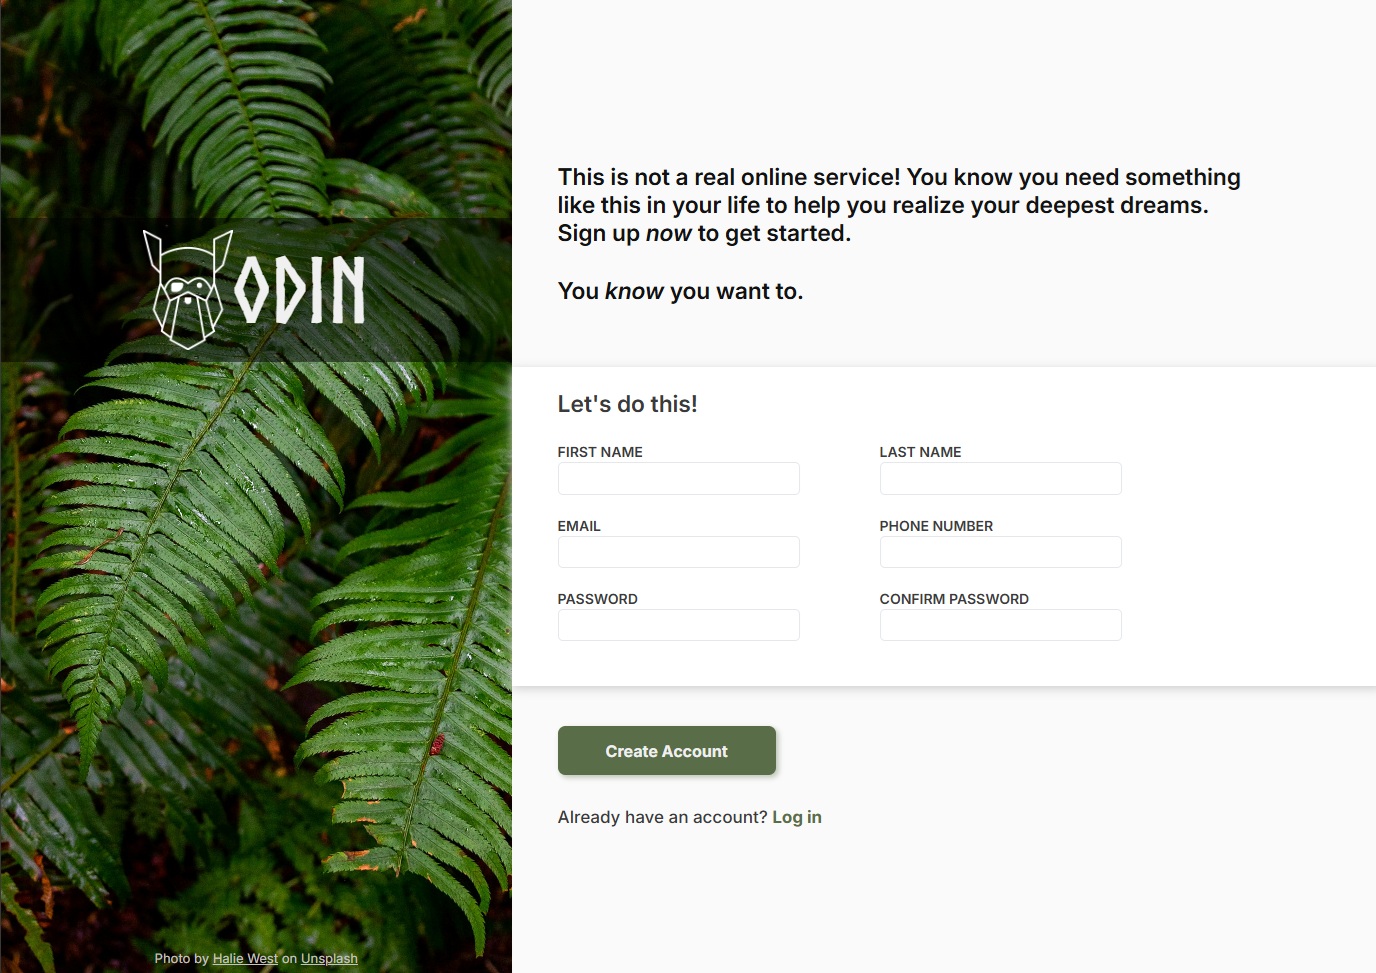 ODIN
Photo by Halie West on Unsplash
This is not a real online service! You know you need something
like this in your life to help you realize your deepest dreams.
Sign up now to get started.
You know you want to.
Let's do this!
FIRST NAME
LAST NAME
EMAIL
PHONE NUMBER
PASSWORD
CONFIRM PASSWORD
Create Account
Already have an account? Log in